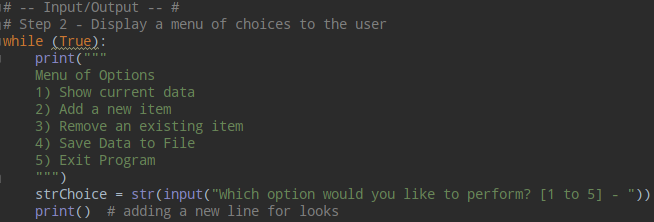 # -- Input/Output -- #
# Step 2 - Display a menu of choices to the user
while (True):
    print("""
    Menu of Options
    1) Show current data
    2) Add a new item
    3) Remove an existing item
    4) Save Data to File
    5) Exit Program
    """)
    strChoice = str(input("Which option would you like to perform? [1 to 5] - "))
    print()  # adding a new line for looks